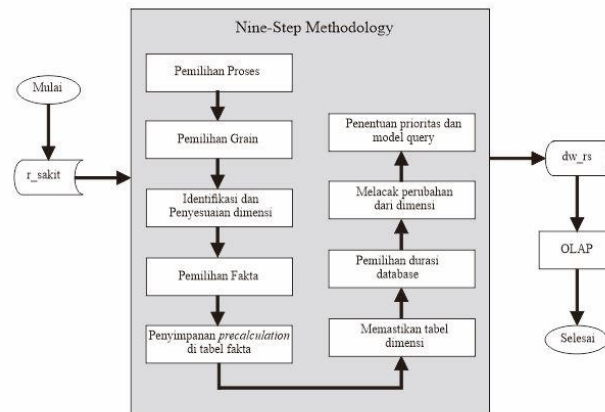 Nine-Step Methodology
Mulai
r_sakit
Pemilihan Proses
Pemilihan Grain
Identifikasi dan
Penyesuaian dimensi
Pemilihan Fakta
Penyimpanan precalculation
di tabel fakta
Memastikan tabel
dimensi
Pemilihan durasi
database
Melacak perubahan
dari dimensi
Penentuan prioritas dan
model query
dw_rs
OLAP
Selesai